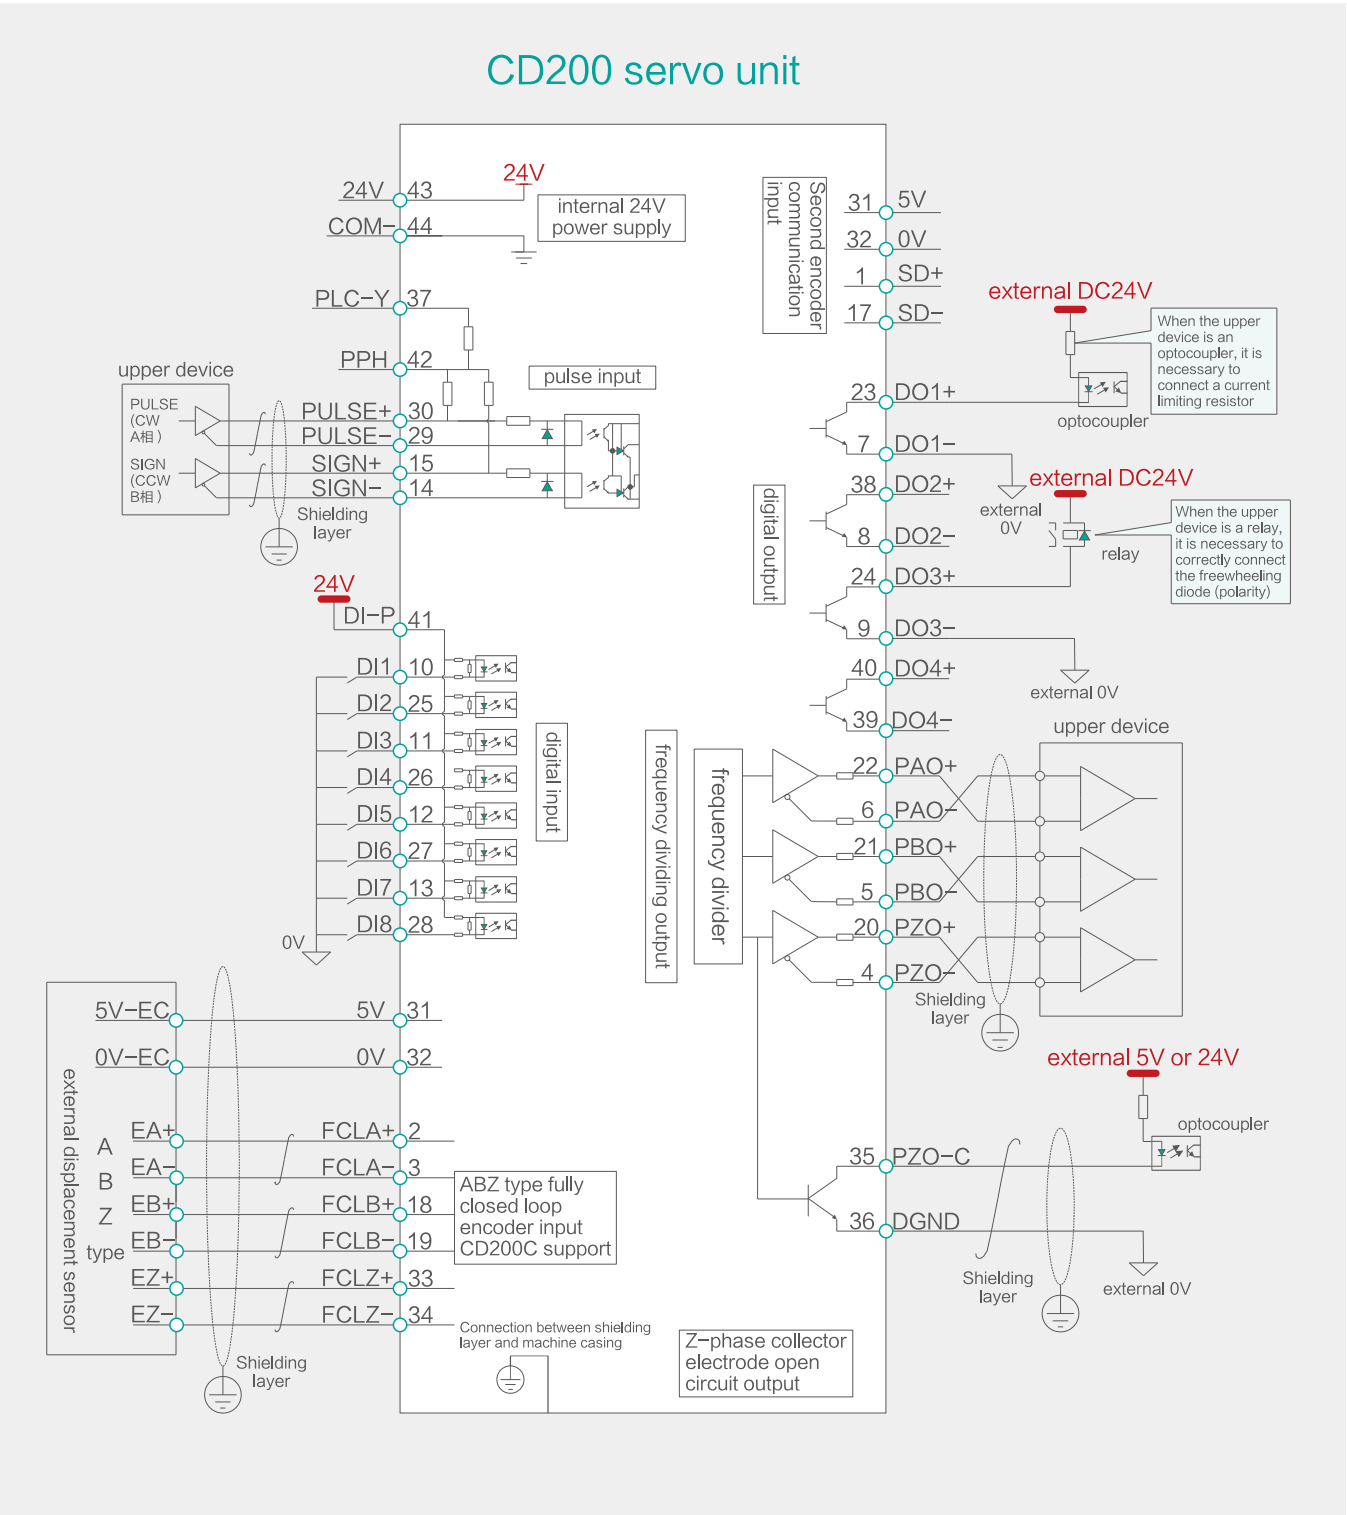 CD200 servo unit
24V
43
COM-
44
24V
internal 24V
power supply
PLC-Y
37
PPH
42
pulse input
upper device
PULSE
(CW
A相)
SIGN
(CCW
B相)
PULSE+
30
PULSE-
29
SIGN+
15
SIGN-
14
Shielding
layer
24V
DI-P
41
DI1
10
DI2
25
DI3
11
DI4
26
DI5
12
DI6
27
DI7
13
DI8
28
0V
digital input
external displacement sensor
5V-EC
5V
31
0V-EC
0V
32
A
B
Z
type
EA+
FCLA+
2
EA-
FCLA-
3
EB+
FCLB+
18
EB-
FCLB-
19
EZ+
FCLZ+
33
EZ-
FCLZ-
34
ABZ type fully
closed loop
encoder input
CD200C support
Shielding
layer
Connection between shielding
layer and machine casing
Second encoder
communication
input
31
5V
32
0V
1
SD+
17
SD-
external DC24V
When the upper
device is an
optocoupler, it is
necessary to
connect a current
limiting resistor
optocoupler
23
DO1+
7
DO1-
38
DO2+
8
DO2-
24
DO3+
9
DO3-
40
DO4+
39
DO4-
digital output
external
0V
external DC24V
When the upper
device is a relay,
it is necessary to
correctly connect
the freewheeling
diode (polarity)
relay
external 0V
upper device
frequency dividing output
frequency divider
22
PAO+
6
PAO-
21
PBO+
5
PBO-
20
PZO+
4
PZO-
Shielding
layer
external 5V or 24V
optocoupler
35
PZO-C
36
DGND
Shielding
layer
external 0V
Z-phase collector
electrode open
circuit output